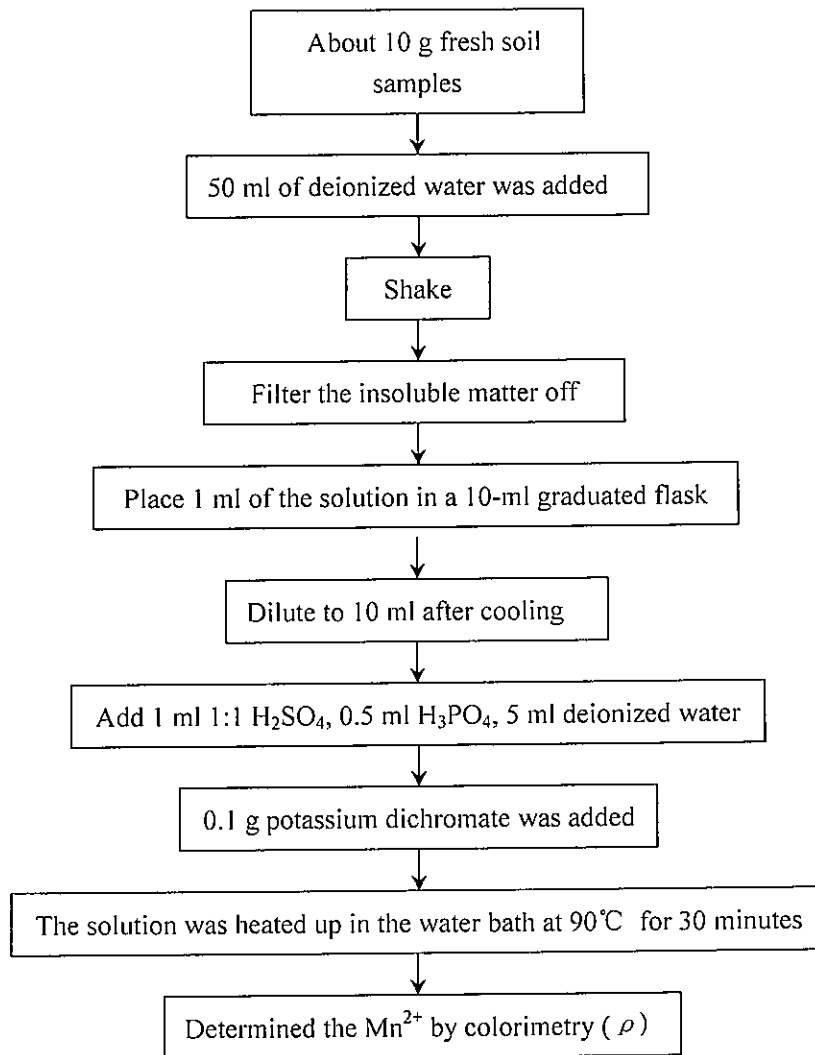 About 10 g fresh soil
samples
50 ml of deionized water was added
Shake
Filter the insoluble matter off
Place 1 ml of the solution in a 10-ml graduated flask
Dilute to 10 ml after cooling
Add 1 ml 1:1 H₂SO₄, 0.5 ml H₃PO₄, 5 ml deionized water
0.1 g potassium dichromate was added
The solution was heated up in the water bath at 90℃ for 30 minutes
Determined the Mn²⁺ by colorimetry ( ρ )